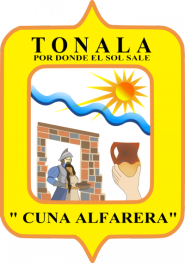 TONALA
POR DONDE EL SOL SALE
" CUNA ALFARERA"